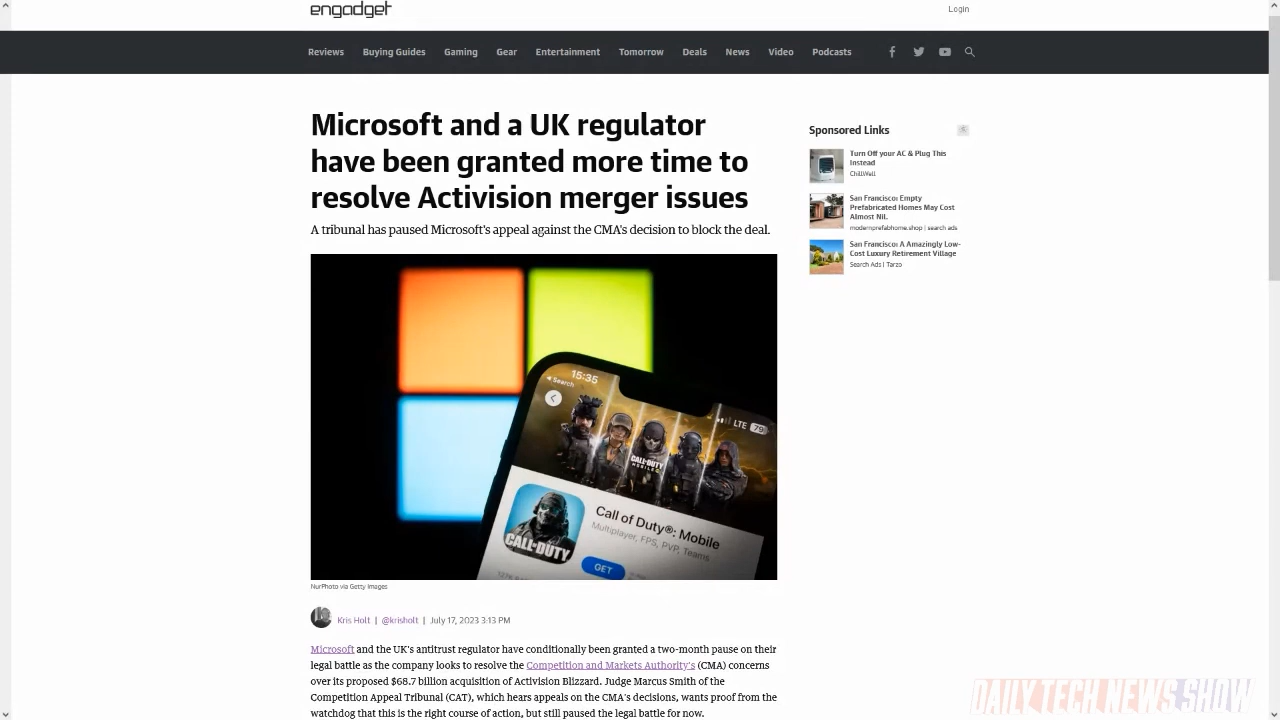 engadget
Login
Reviews Buying Guides Gaming Gear Entertainment Tomorrow Deals News Video Podcasts
Microsoft and a UK regulator
have been granted more time to
resolve Activision merger issues
A tribunal has paused Microsoft's appeal against the CMA's decision to block the deal.
Sponsored Links
Turn Off your AC & Plug This
Instead
ChillWell
San Francisco: Empty
Prefabricated Homes May Cost
Almost Nil.
modernprefabhome.shop | search ads
San Francisco: A Amazingly Low-
Cost Luxury Retirement Village
Search Ads | Tarzo
15:35
Search
LTE 79
CALL·DUTY
MOBILE
Call of Duty®: Mobile
Multiplayer, FPS, PVP, Teams
CALL·DUTY
GET
NurPhoto via Getty Images
Kris Holt | @krisholt | July 17, 2023 3:13 PM
Microsoft and the UK's antitrust regulator have conditionally been granted a two-month pause on their
legal battle as the company looks to resolve the Competition and Markets Authority's (CMA) concerns
over its proposed $68.7 billion acquisition of Activision Blizzard. Judge Marcus Smith of the
Competition Appeal Tribunal (CAT), which hears appeals on the CMA's decisions, wants proof from the
watchdog that this is the right course of action, but still paused the legal battle for now.
DAILY TECH NEWS SHOW